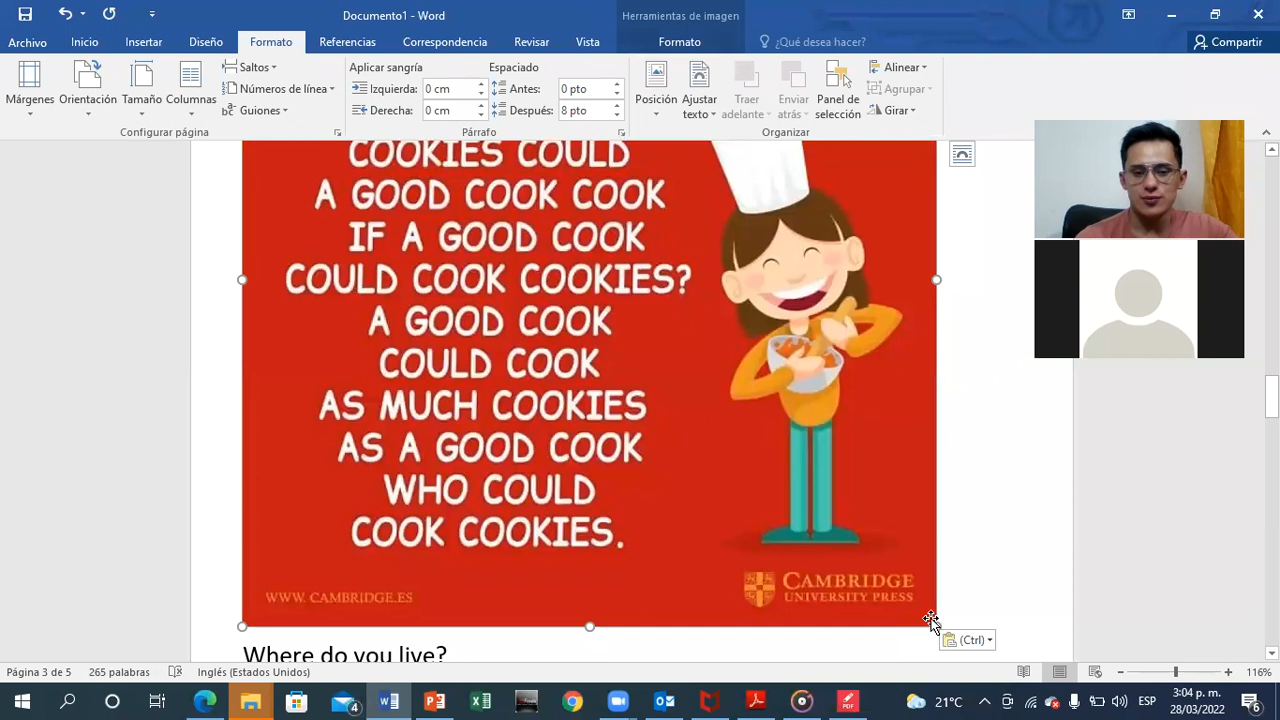 Documento1 - Word
Herramientas de imagen
Archivo Inicio Insertar Diseño Formato Referencias Correspondencia Revisar Vista Formato ¿Qué desea hacer? Compartir
Márgenes Orientación Tamaño Columnas
Saltos
Números de línea
Guiones
Configurar página
Aplicar sangría
Izquierda: 0 cm
Derecha: 0 cm
Espaciado
Antes: 0 pto
Después: 8 pto
Párrafo
Posición Ajustar texto Traer adelante Enviar atrás Panel de selección
Alinear
Agrupar
Girar
Organizar
COOKIES COULD
A GOOD COOK COOK
IF A GOOD COOK
COULD COOK COOKIES?
A GOOD COOK
COULD COOK
AS MUCH COOKIES
AS A GOOD COOK
WHO COULD
COOK COOKIES.
WWW. CAMBRIDGE.ES
CAMBRIDGE
UNIVERSITY PRESS
(Ctrl)
Where do you live?
Página 3 de 5 265 palabras Inglés (Estados Unidos) 116%
4 21°C ESP 3:04 p. m.
28/03/2022 6